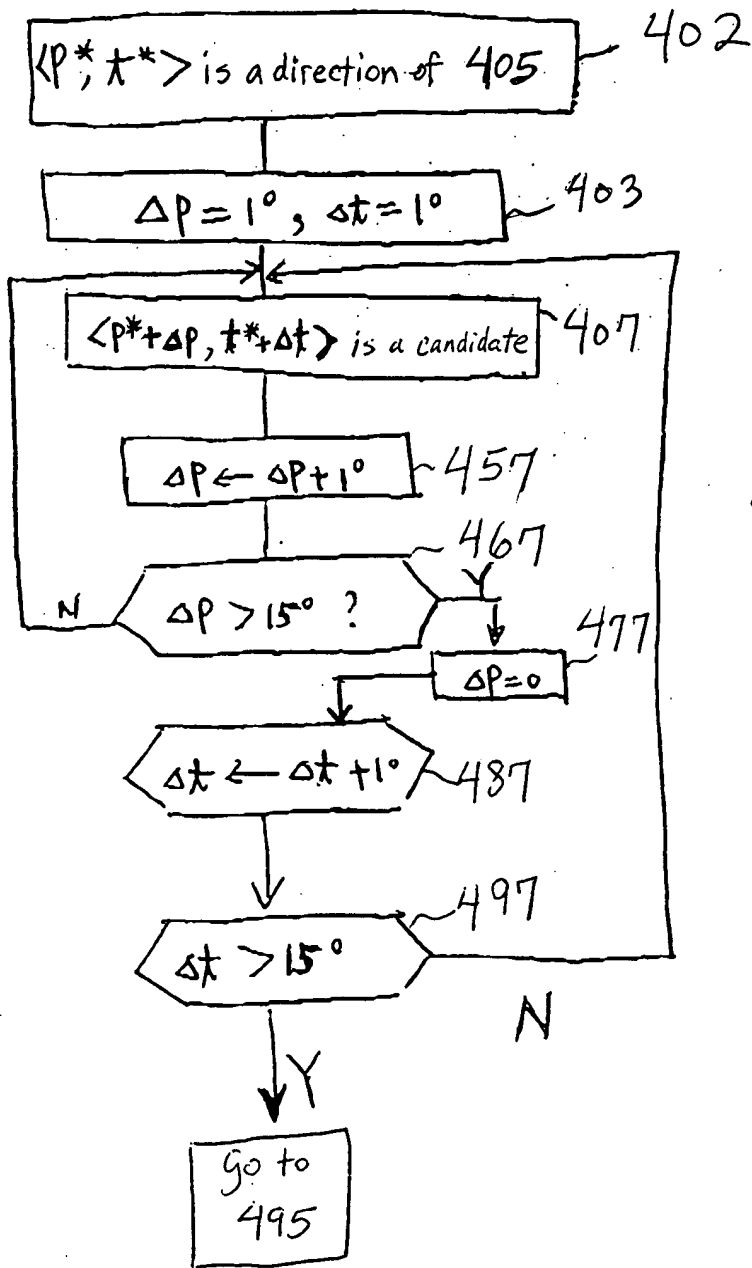 <P*, t*> is a direction of 405
402
ΔP = 1°, Δt = 1°
403
<P*+ΔP, t*+Δt> is a candidate
407
ΔP ← ΔP + 1°
457
467
ΔP > 15° ?
N
Y
477
ΔP = 0
Δt ← Δt + 1°
487
497
Δt > 15°
N
Y
go to
495